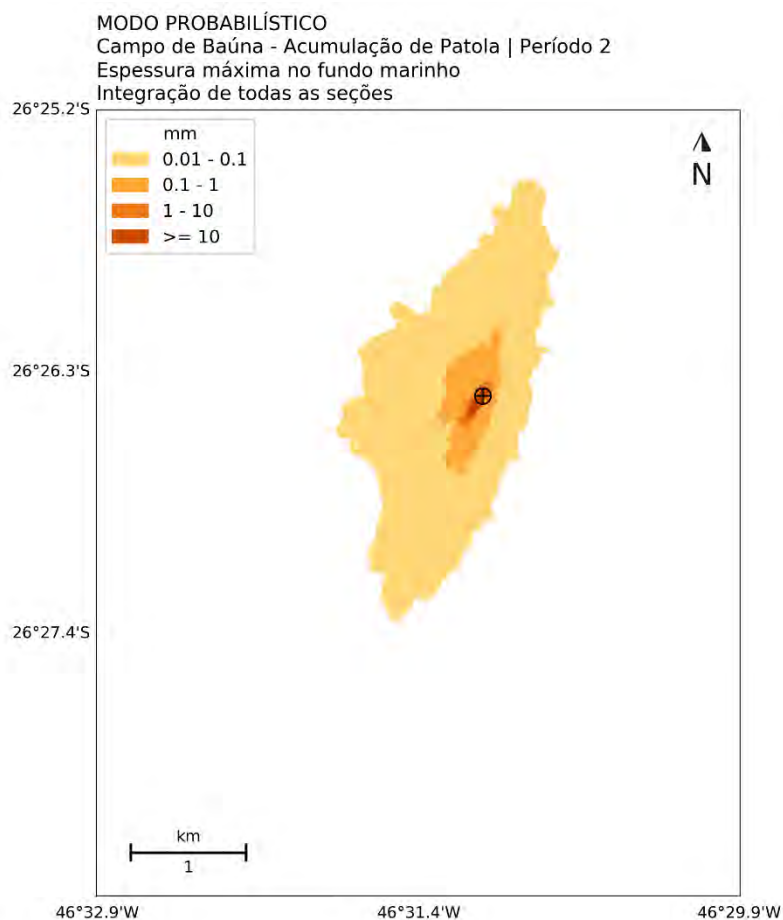 MODO PROBABILÍSTICO
Campo de Baúna - Acumulação de Patola | Período 2
Espessura máxima no fundo marinho
Integração de todas as seções
26°25.2'S
mm
0.01 - 0.1
0.1 - 1
1 - 10
>= 10
N
26°26.3'S
26°27.4'S
km
1
46°32.9'W
46°31.4'W
46°29.9'W